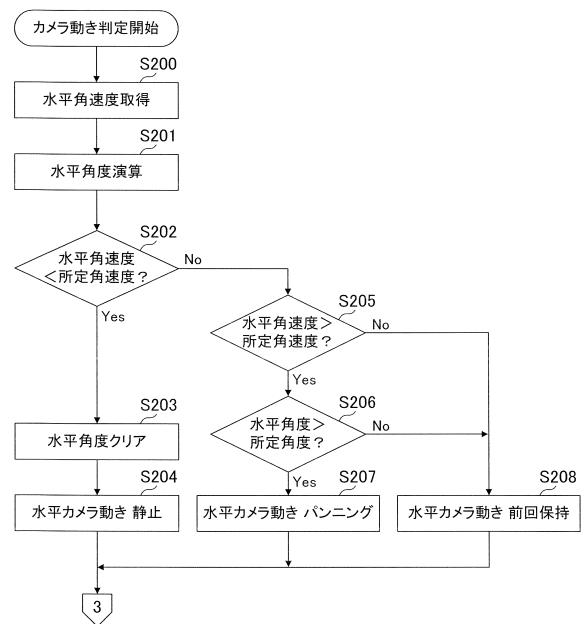 カメラ動き判定開始
S200
水平角速度取得
S201
水平角度演算
S202
水平角速度
＜所定角速度？
No
Yes
S205
水平角速度＞
所定角速度？
No
Yes
S206
水平角度＞
所定角度？
No
Yes
S203
水平角度クリア
S204
水平カメラ動き 静止
S207
水平カメラ動き パンニング
S208
水平カメラ動き 前回保持
3